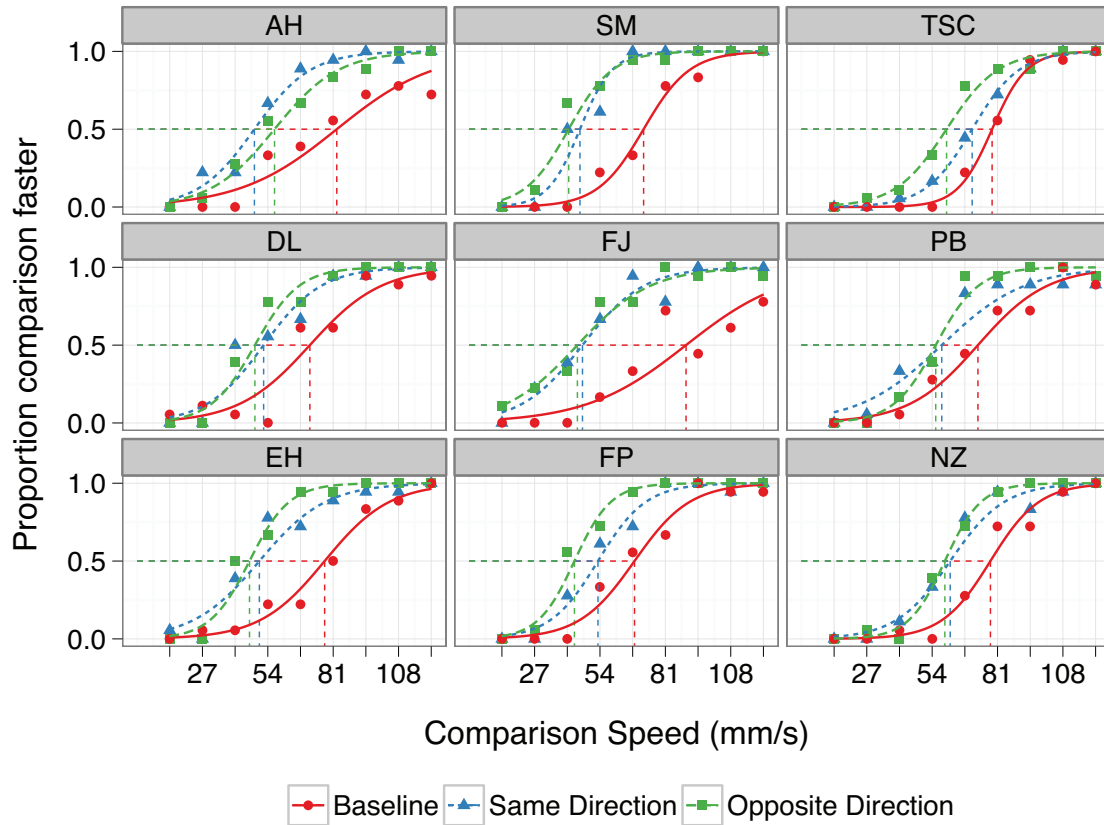 AH SM TSC
1.0
0.5
0.0
DL FJ PB
1.0
0.5
0.0
EH FP NZ
1.0
0.5
0.0
27 54 81 108 27 54 81 108 27 54 81 108
Proportion comparison faster
Comparison Speed (mm/s)
Baseline Same Direction Opposite Direction